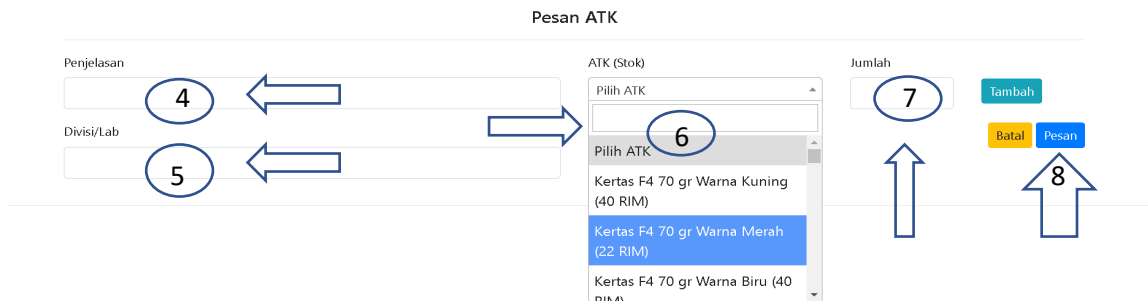 Pesan ATK
Penjelasan
4
Divisi/Lab
5
ATK (Stok)
Pilih ATK
6
Pilih ATK
Kertas F4 70 gr Warna Kuning
(40 RIM)
Kertas F4 70 gr Warna Merah
(22 RIM)
Kertas F4 70 gr Warna Biru (40
RIM)
Jumlah
7
Tambah
Batal Pesan
8